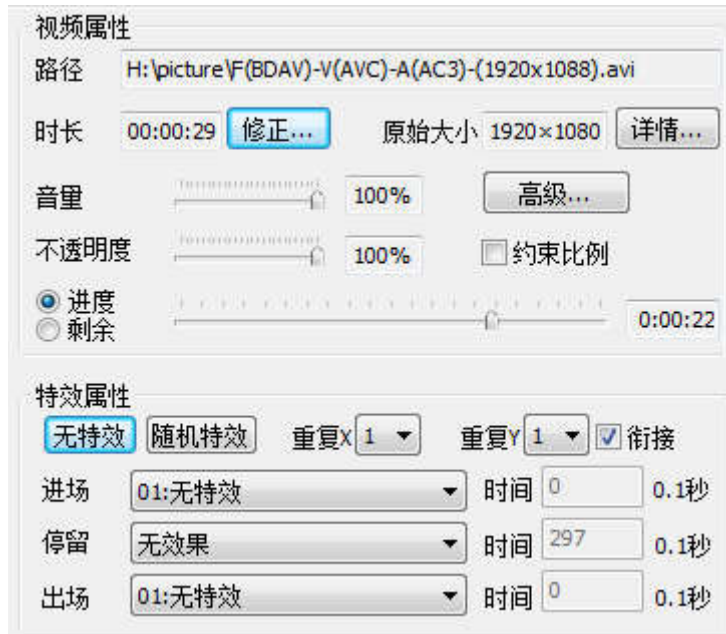 视频属性
路径 H:\picture\F(BDAV)-V(AVC)-A(AC3)-(1920x1088).avi
时长 00:00:29 修正... 原始大小 1920×1080 详情...
音量 100% 高级...
不透明度 100% 约束比例
进度 0:00:22
剩余
特效属性
无特效 随机特效 重复X 1 重复Y 1 衔接
进场 01:无特效 时间 0 0.1秒
停留 无效果 时间 297 0.1秒
出场 01:无特效 时间 0 0.1秒